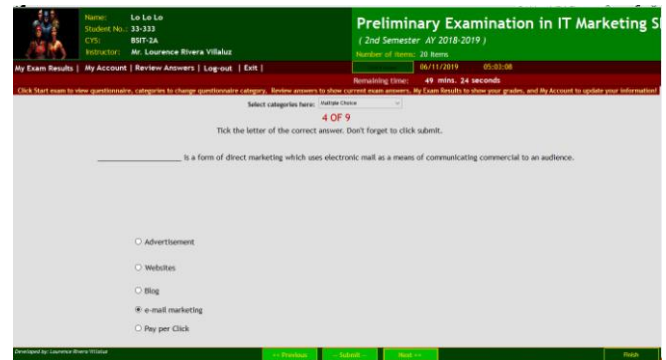 Name: Lo Lo Lo
Student No.: 33-333
CYS: BSIT-2A
Instructor: Mr. Lourence Rivera Villaluz
Preliminary Examination in IT Marketing S
( 2nd Semester AY 2018-2019 )
Number of Items: 20 Items
My Exam Results | My Account | Review Answers | Log-out | Exit |
06/11/2019 05:03:08
Remaining time: 49 mins. 24 seconds
Click Start exam to view questionnaire, categories to change questionnaire category, Review answers to show current exam answers, My Exam Results to show your grades, and My Account to update your information!
Select categories here: Multiple Choice
4 OF 9
Tick the letter of the correct answer. Don't forget to click submit.
____________________ is a form of direct marketing which uses electronic mail as a means of communicating commercial to an audience.
Advertisement
Websites
Blog
e-mail marketing
Pay per Click
Developed by: Lourence Rivera Villaluz
<< Previous
-- Submit --
Next >>
Finish